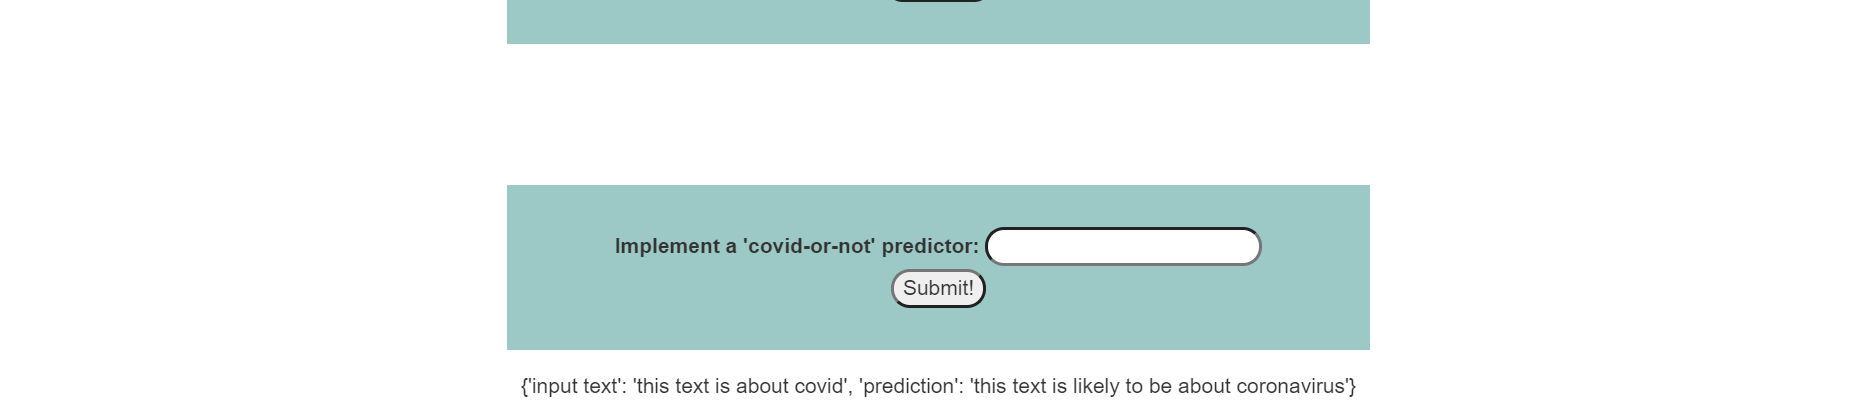 Implement a 'covid-or-not' predictor:
Submit!
{'input text': 'this text is about covid', 'prediction': 'this text is likely to be about coronavirus'}